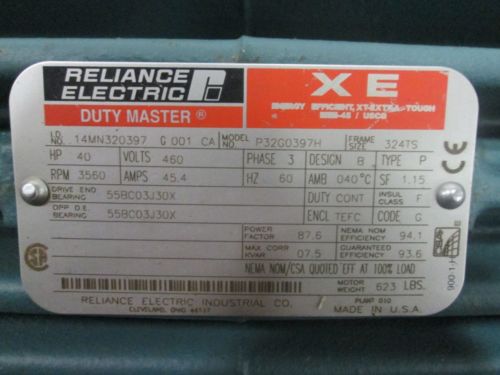 RELIANCE ELECTRIC
XE
DUTY MASTER®
ENERGY EFFICIENT, XT-EXTRA-TOUGH
I.D. NO. 14MN320397 G 001 CA MODEL NO. P32G0397H FRAME SIZE 324TS
HP 40 VOLTS 460 PHASE 3 DESIGN B TYPE P
RPM 3560 AMPS 45.4 HZ 60 AMB 040°C SF 1.15
DRIVE END BEARING 55BC03J30X DUTY CONT INSUL CLASS F
OPP D.E. BEARING 55BC03J30X ENCL TEFC CODE G
POWER FACTOR 87.6 NEMA NOM EFFICIENCY 94.1
MAX CORR KVAR 07.5 GUARANTEED EFFICIENCY 93.6
NEMA NOM/CSA QUOTED EFF AT 100% LOAD
MOTOR WEIGHT 623 LBS.
RELIANCE ELECTRIC INDUSTRIAL CO. PLANT 010
CLEVELAND, OHIO 44117 MADE IN U.S.A.